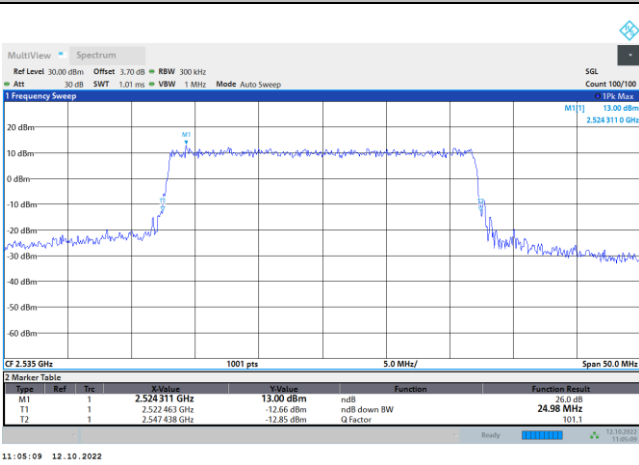 MultiView Spectrum
Ref Level 30.00 dBm Offset 3.70 dB RBW 300 kHz SGL
Att 30 dB SWT 1.01 ms VBW 1 MHz Mode Auto Sweep Count 100/100
1 Frequency Sweep 1Pk Max
M1[1] 13.00 dBm
2.524 311 0 GHz
20 dBm
M1
10 dBm
0 dBm
T1
-10 dBm
-20 dBm
-30 dBm
-40 dBm
-50 dBm
-60 dBm
CF 2.535 GHz 1001 pts 5.0 MHz/ Span 50.0 MHz
2 Marker Table
Type Ref Trc X-Value Y-Value Function Function Result
M1 1 2.524 311 GHz 13.00 dBm ndB 26.0 dB
T1 1 2.522 463 GHz -12.66 dBm ndB down BW 24.98 MHz
T2 1 2.547 438 GHz -12.85 dBm Q Factor 101.1
Ready 12.10.2022
11:05:09
11:05:09 12.10.2022